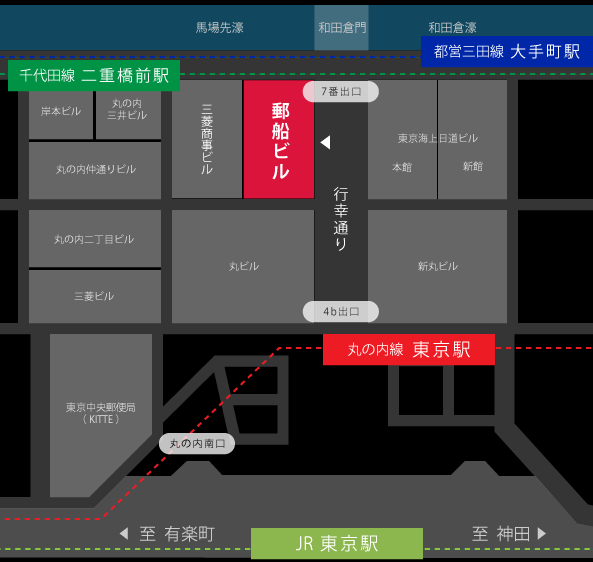 馬場先濠
和田倉門
和田倉濠
都営三田線 大手町駅
千代田線 二重橋前駅
岸本ビル
丸の内
三井ビル
三菱商事ビル
郵船ビル
7番出口
東京海上日道ビル
本館
新館
丸の内仲通りビル
行幸通り
丸の内二丁目ビル
丸ビル
新丸ビル
三菱ビル
4b出口
丸の内線 東京駅
東京中央郵便局
（KITTE）
丸の内南口
至 有楽町
JR 東京駅
至 神田